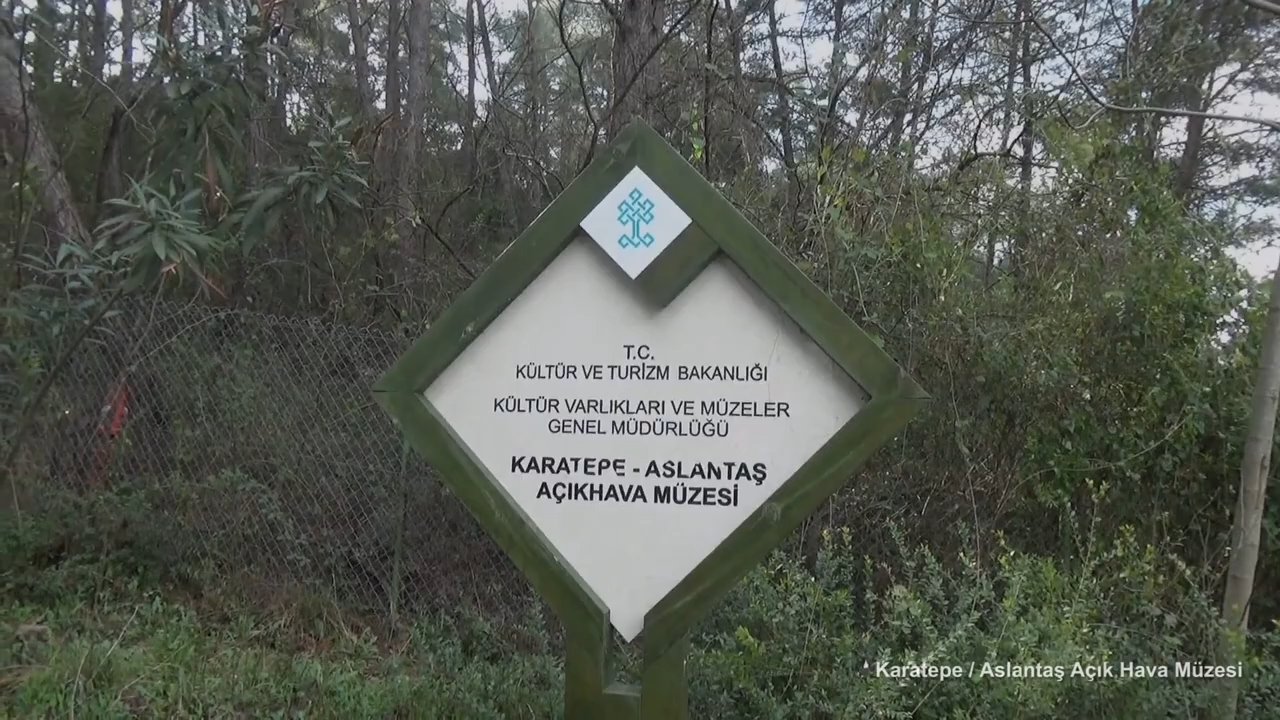 T.C.
KÜLTÜR VE TURİZM BAKANLIĞI
KÜLTÜR VARLIKLARI VE MÜZELER
GENEL MÜDÜRLÜĞÜ
KARATEPE - ASLANTAŞ
AÇIKHAVA MÜZESİ
Karatepe / Aslantaş Açık Hava Müzesi